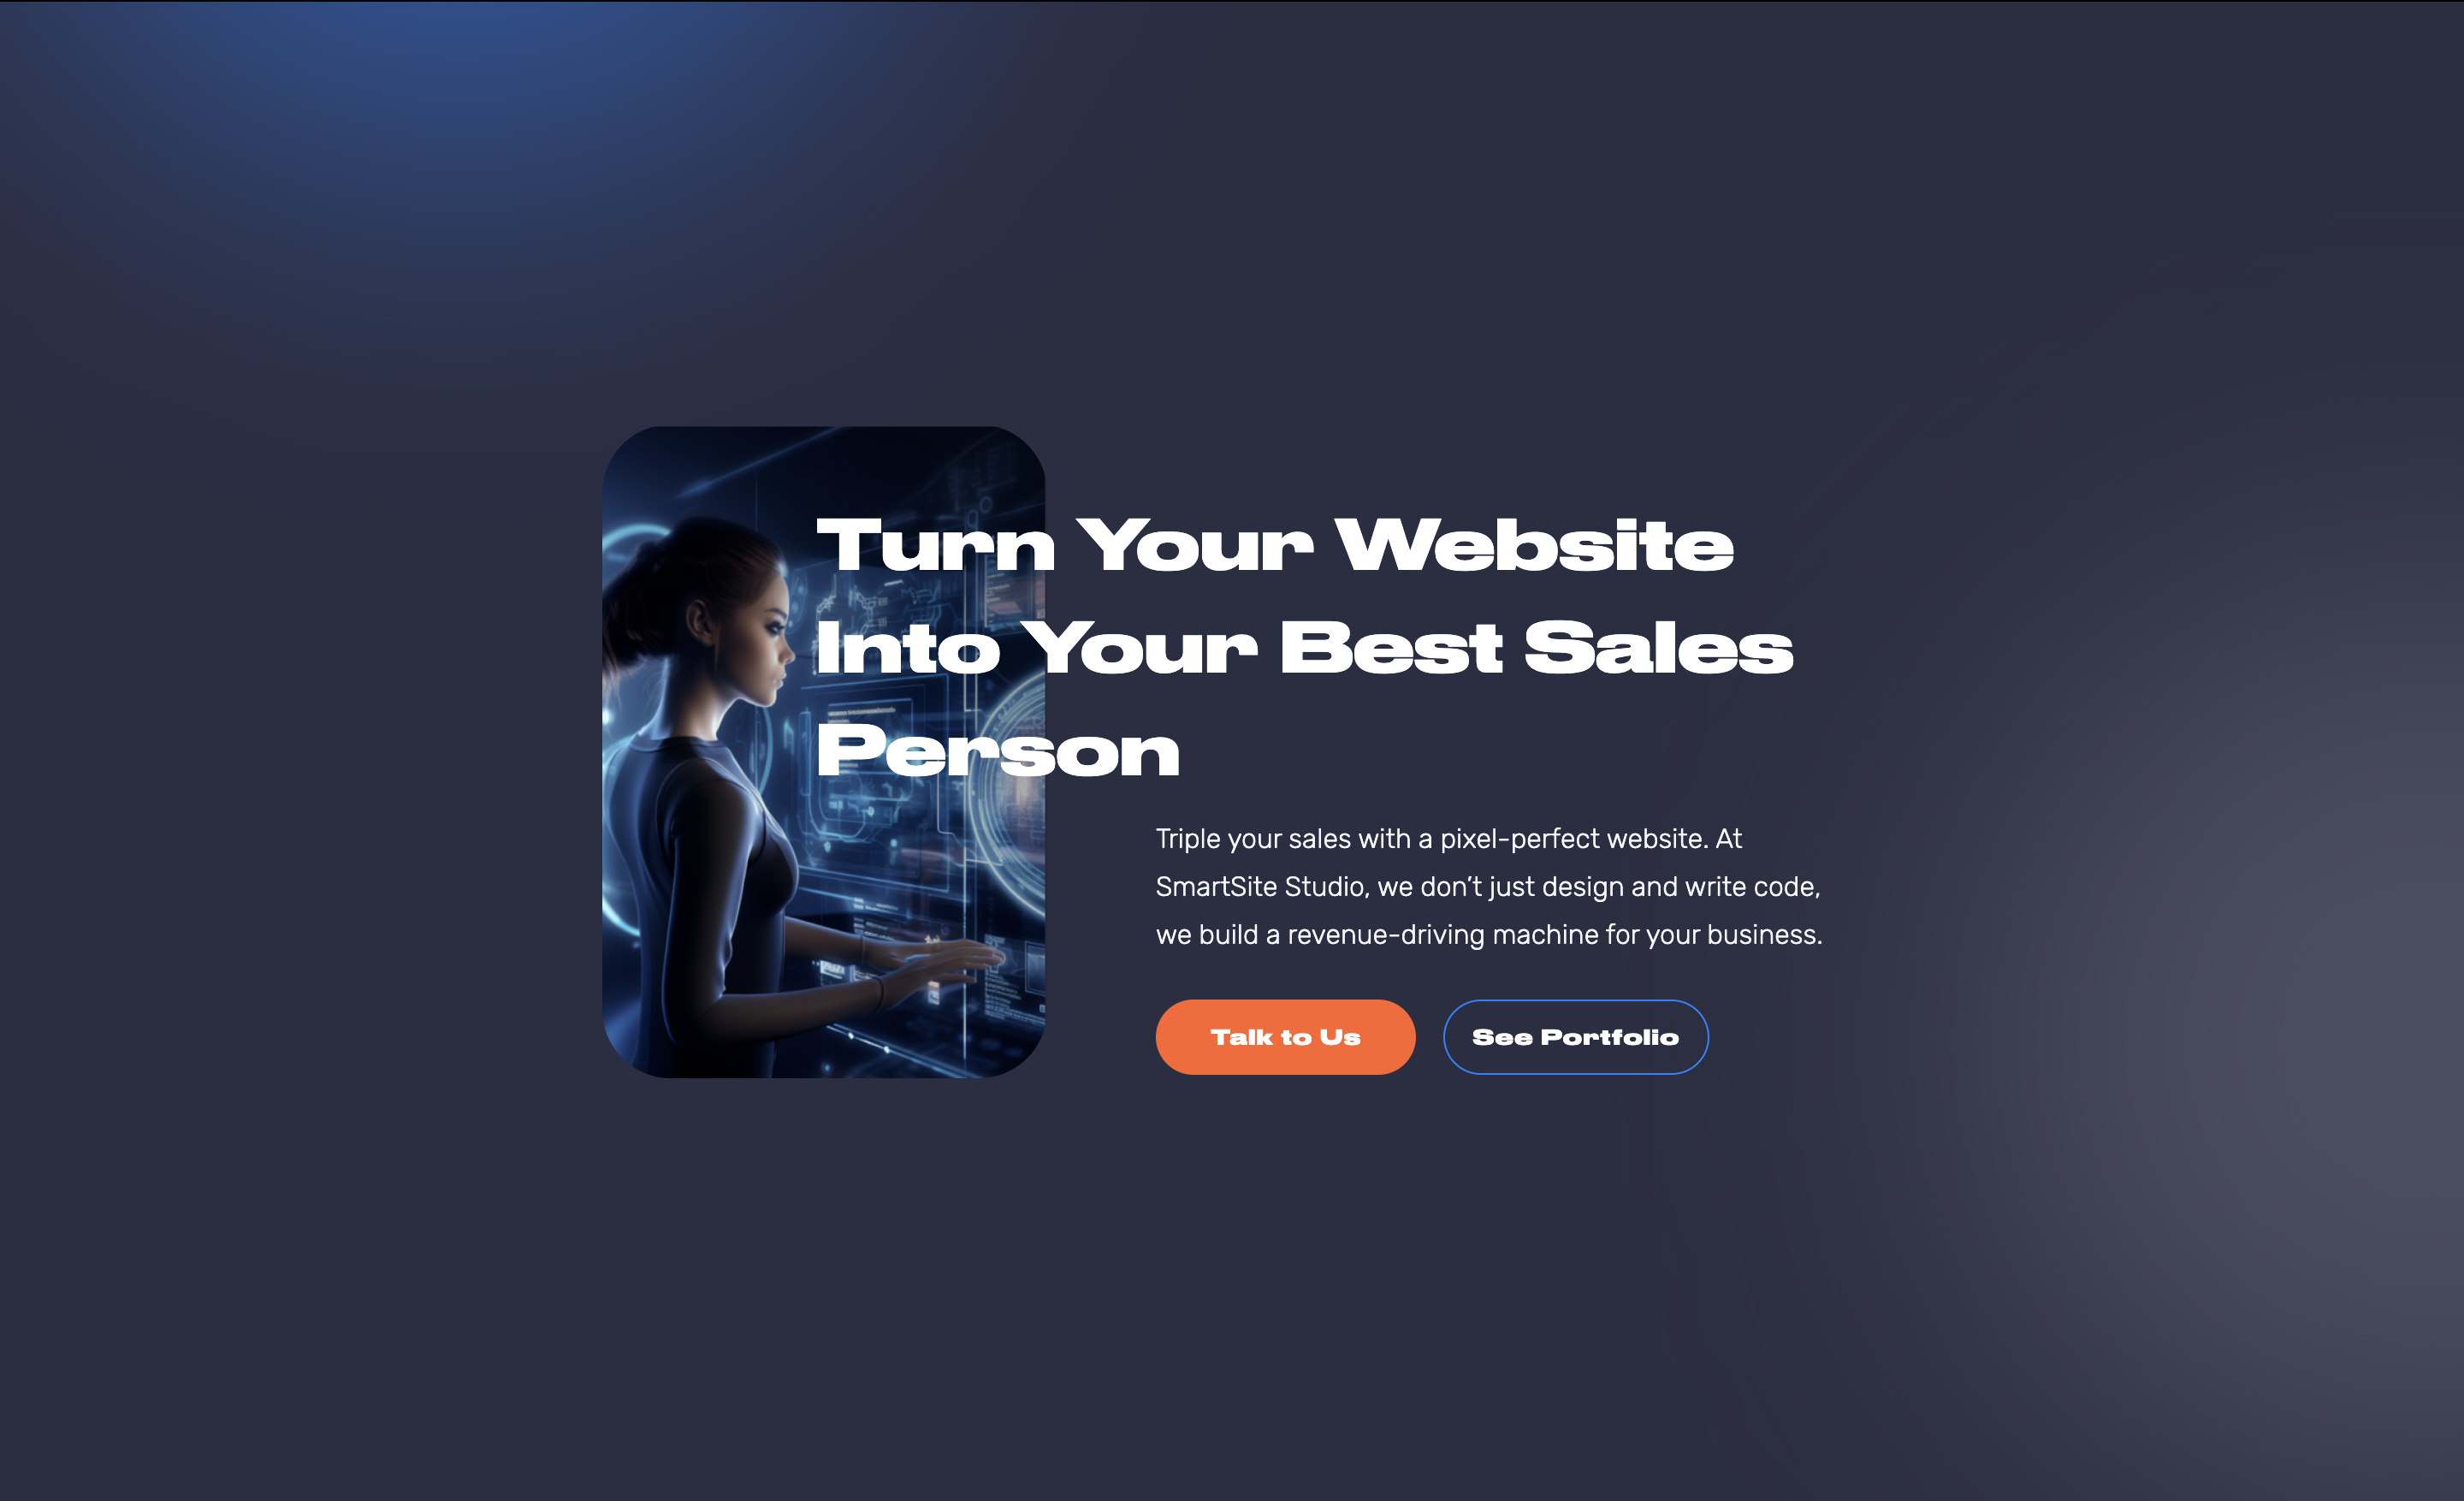 Turn Your Website
Into Your Best Sales
Person
Triple your sales with a pixel-perfect website. At
SmartSite Studio, we don’t just design and write code,
we build a revenue-driving machine for your business.
Talk to Us
See Portfolio